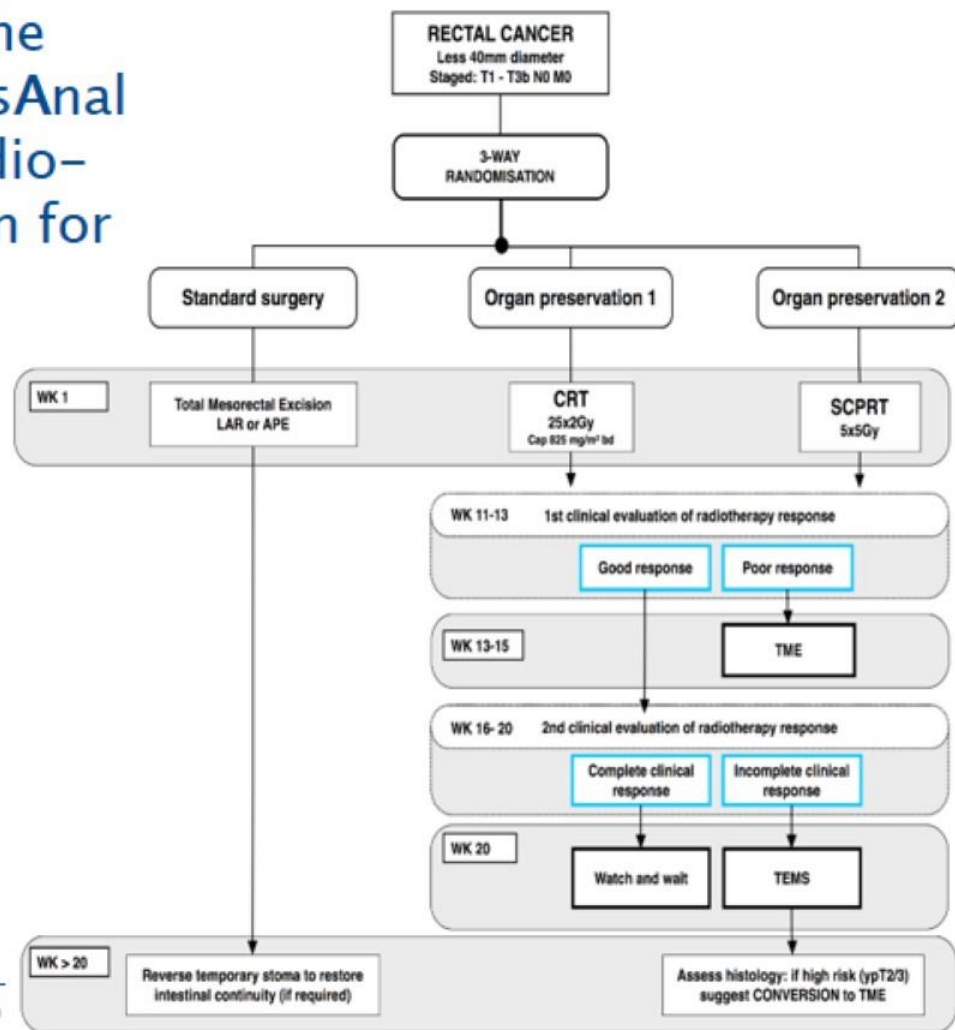 ne
sAnal
dio-
n for
RECTAL CANCER
Less 40mm diameter
Staged: T1 - T3b N0 M0
3-WAY
RANDOMISATION
Standard surgery
Organ preservation 1
Organ preservation 2
WK 1
Total Mesorectal Excision
LAR or APE
CRT
25x2Gy
Cap 825 mg/m² bd
SCPRT
5x5Gy
WK 11-13
1st clinical evaluation of radiotherapy response
Good response
Poor response
WK 13-15
TME
WK 16- 20
2nd clinical evaluation of radiotherapy response
Complete clinical
response
Incomplete clinical
response
WK 20
Watch and wait
TEMS
WK > 20
Reverse temporary stoma to restore
intestinal continuity (if required)
Assess histology: if high risk (ypT2/3)
suggest CONVERSION to TME